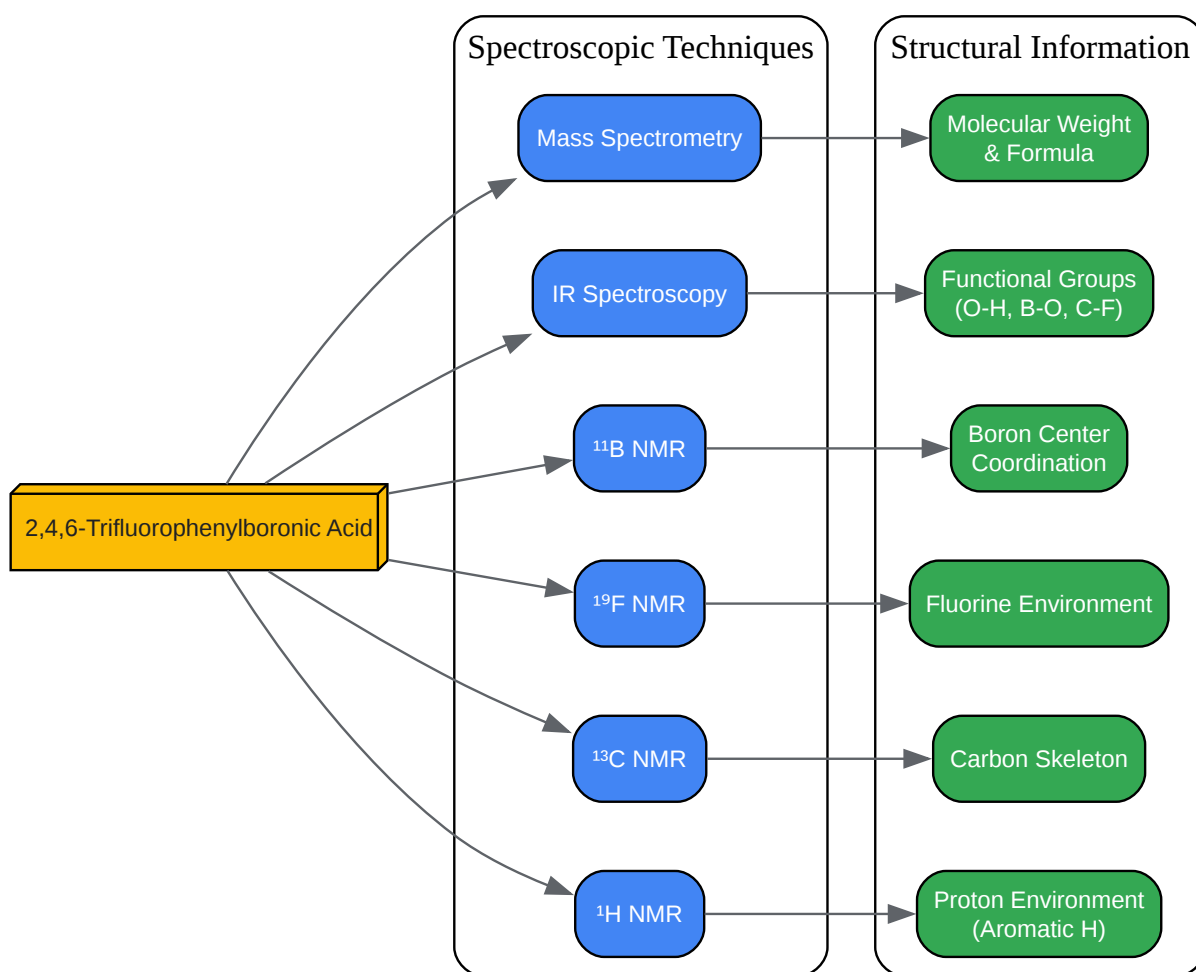 Spectroscopic Techniques
Structural Information
Mass Spectrometry
Molecular Weight
& Formula
IR Spectroscopy
Functional Groups
(O-H, B-O, C-F)
¹¹B NMR
Boron Center
Coordination
2,4,6-Trifluorophenylboronic Acid
¹⁹F NMR
Fluorine Environment
¹³C NMR
Carbon Skeleton
¹H NMR
Proton Environment
(Aromatic H)